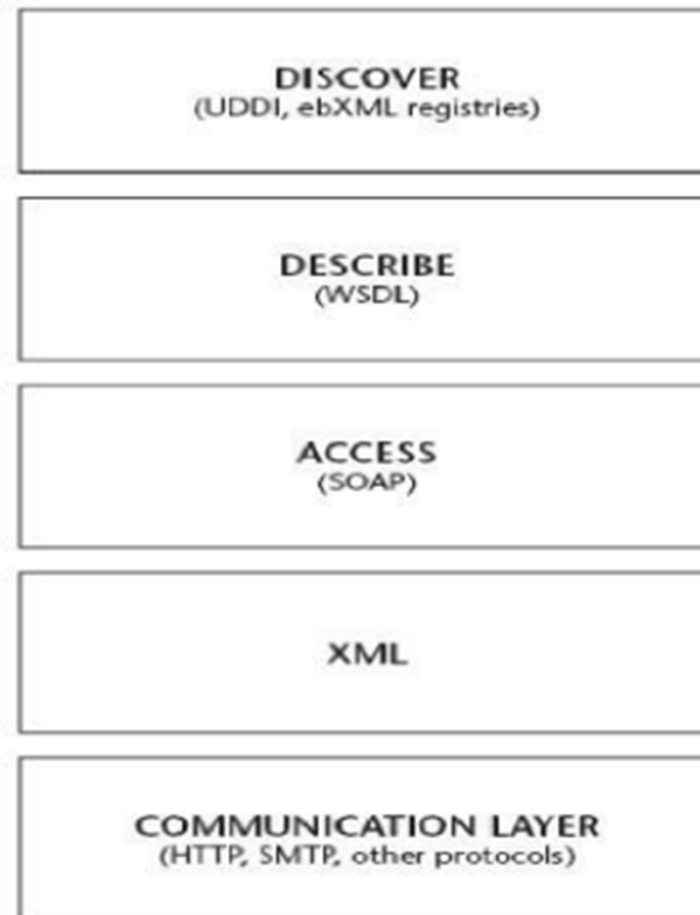 DISCOVER
(UDDI, ebXML registries)
DESCRIBE
(WSDL)
ACCESS
(SOAP)
XML
COMMUNICATION LAYER
(HTTP, SMTP, other protocols)